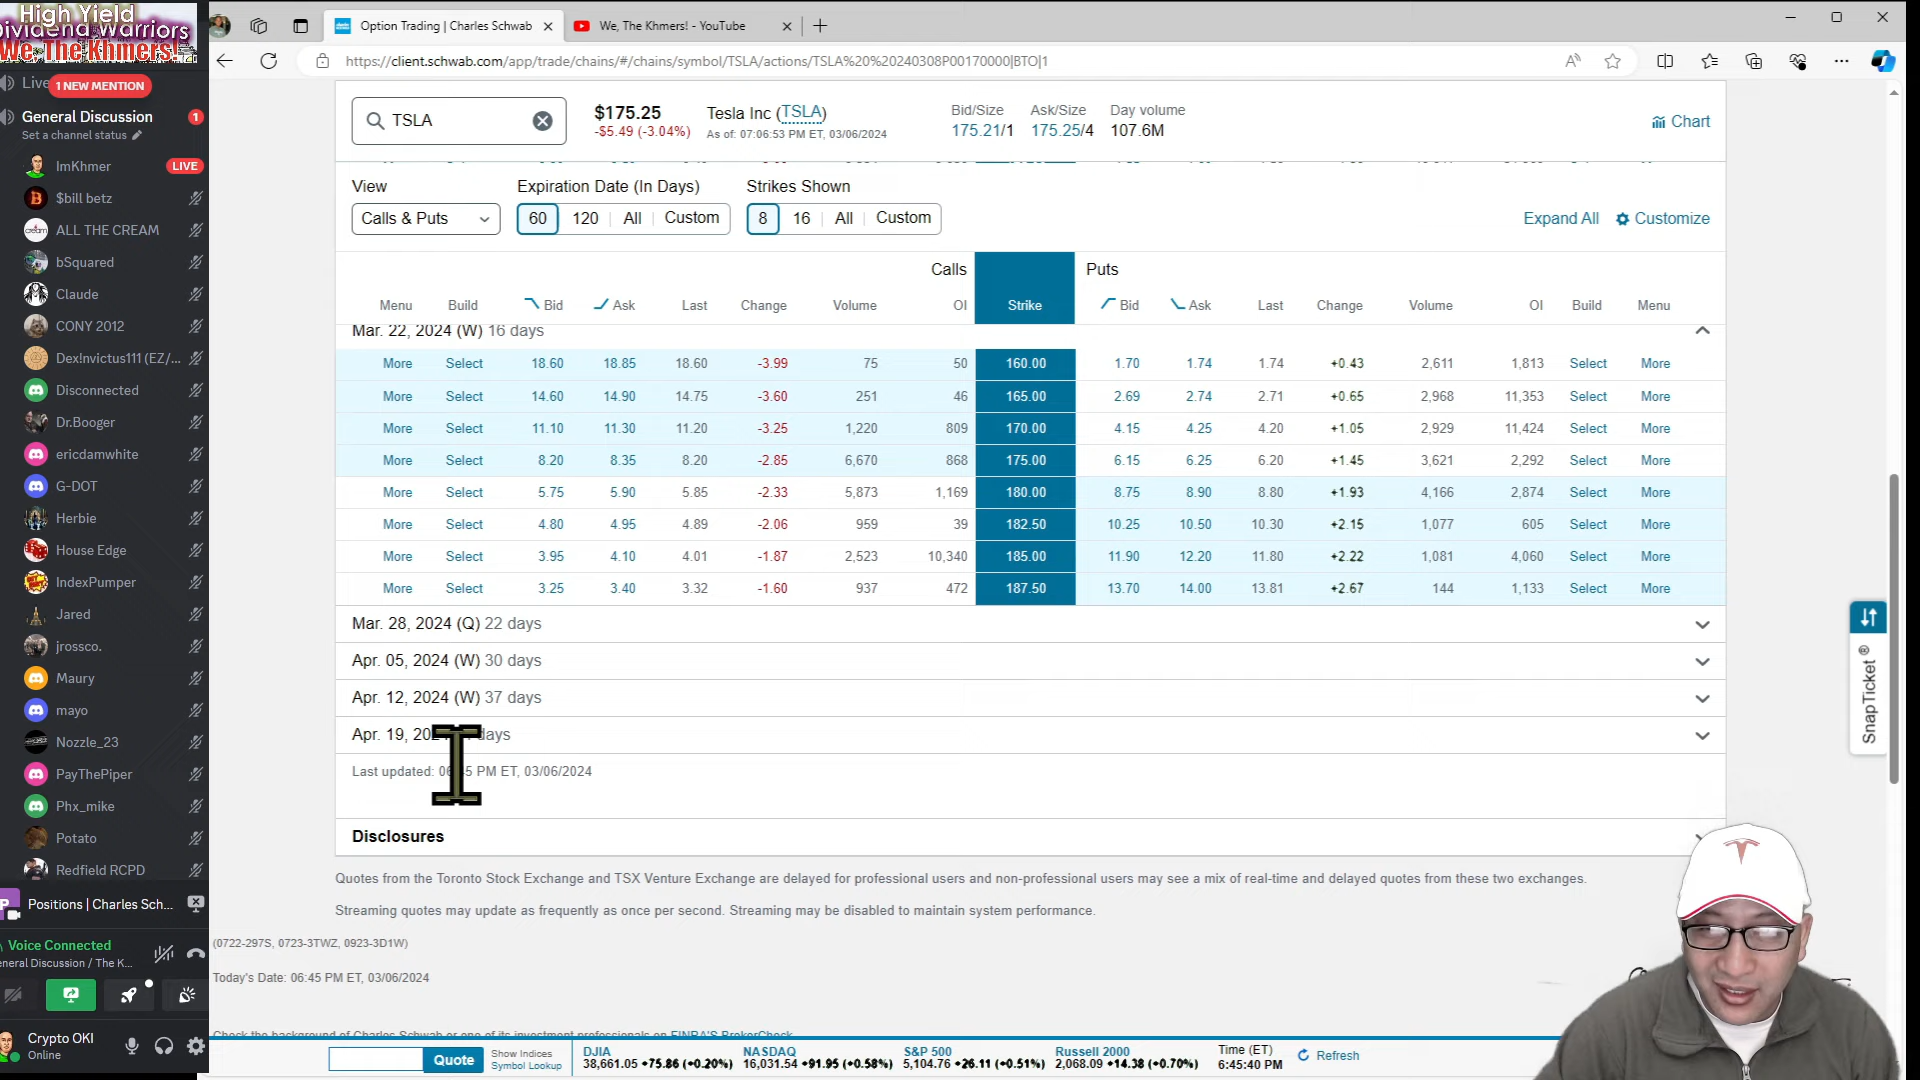 High Yield
Dividend Warriors
We The Khmers!
Live
1 NEW MENTION
General Discussion
1
Set a channel status
ImKhmer
LIVE
$bill betz
ALL THE CREAM
bSquared
Claude
CONY 2012
Dex!nvictus111 (EZ/...
Disconnected
Dr.Booger
ericdamwhite
G-DOT
Herbie
House Edge
IndexPumper
Jared
jrossco.
Maury
mayo
Nozzle_23
PayThePiper
Phx_mike
Potato
Redfield RCPD
Positions | Charles Sch...
Voice Connected
eneral Discussion / The K...
Crypto OKI
Online
Option Trading | Charles Schwab
We, The Khmers! - YouTube
https://client.schwab.com/app/trade/chains/#/chains/symbol/TSLA/actions/TSLA%20%20240308P00170000|BTO|1
TSLA
$175.25
-$5.49 (-3.04%)
Tesla Inc (TSLA)
As of: 07:06:53 PM ET, 03/06/2024
Bid/Size
175.21/1
Ask/Size
175.25/4
Day volume
107.6M
Chart
View
Calls & Puts
Expiration Date (In Days)
60 120 All Custom
Strikes Shown
8 16 All Custom
Expand All
Customize
Calls Puts
Menu Build Bid Ask Last Change Volume OI Strike Bid Ask Last Change Volume OI Build Menu
Mar. 22, 2024 (W) 16 days
More Select 18.60 18.85 18.60 -3.99 75 50 160.00 1.70 1.74 1.74 +0.43 2,611 1,813 Select More
More Select 14.60 14.90 14.75 -3.60 251 46 165.00 2.69 2.74 2.71 +0.65 2,968 11,353 Select More
More Select 11.10 11.30 11.20 -3.25 1,220 809 170.00 4.15 4.25 4.20 +1.05 2,929 11,424 Select More
More Select 8.20 8.35 8.20 -2.85 6,670 868 175.00 6.15 6.25 6.20 +1.45 3,621 2,292 Select More
More Select 5.75 5.90 5.85 -2.33 5,873 1,169 180.00 8.75 8.90 8.80 +1.93 4,166 2,874 Select More
More Select 4.80 4.95 4.89 -2.06 959 39 182.50 10.25 10.50 10.30 +2.15 1,077 605 Select More
More Select 3.95 4.10 4.01 -1.87 2,523 10,340 185.00 11.90 12.20 11.80 +2.22 1,081 4,060 Select More
More Select 3.25 3.40 3.32 -1.60 937 472 187.50 13.70 14.00 13.81 +2.67 144 1,133 Select More
Mar. 28, 2024 (Q) 22 days
Apr. 05, 2024 (W) 30 days
Apr. 12, 2024 (W) 37 days
Apr. 19, days
Last updated: PM ET, 03/06/2024
Disclosures
SnapTicket ®
Quotes from the Toronto Stock Exchange and TSX Venture Exchange are delayed for professional users and non-professional users may see a mix of real-time and delayed quotes from these two exchanges.
Streaming quotes may update as frequently as once per second. Streaming may be disabled to maintain system performance.
(0722-297S, 0723-3TWZ, 0923-3D1W)
Today's Date: 06:45 PM ET, 03/06/2024
Check the background of Charles Schwab or one of its investment professionals on FINRA'S BrokerCheck
Quote
Show Indices
Symbol Lookup
DJIA
38,661.05 +75.86 (+0.20%)
NASDAQ
16,031.54 +91.95 (+0.58%)
S&P 500
5,104.76 +26.11 (+0.51%)
Russell 2000
2,068.09 +14.38 (+0.70%)
Time (ET)
6:45:40 PM
Refresh